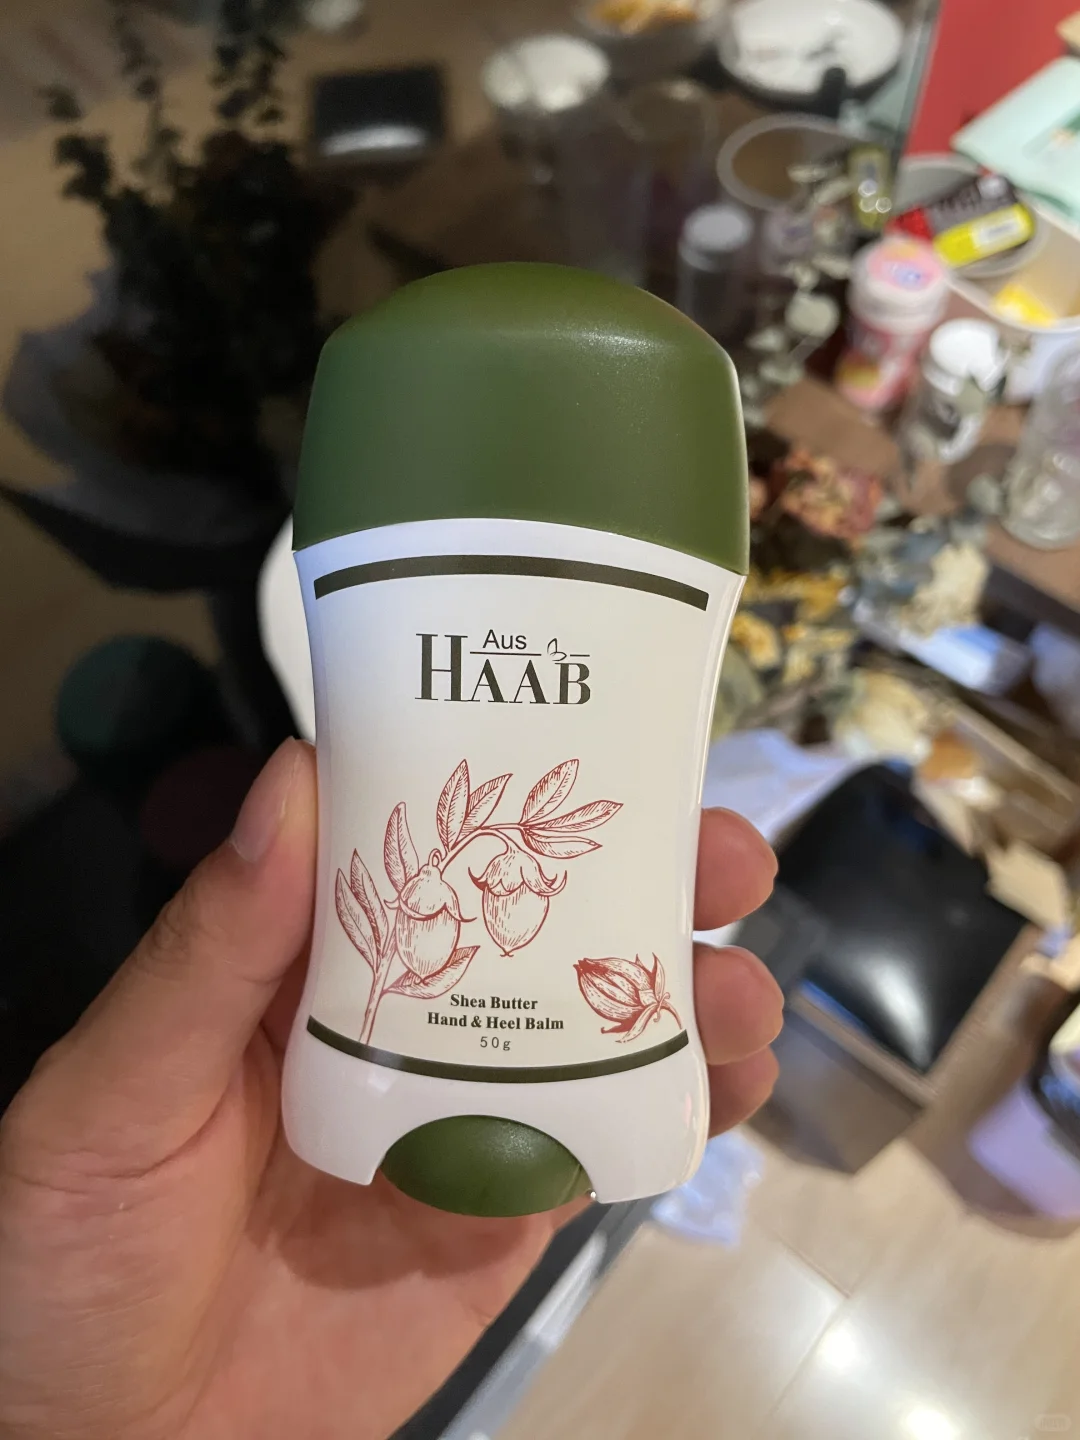 Aus
HAAB
Shea Butter
Hand & Heel Balm
50g